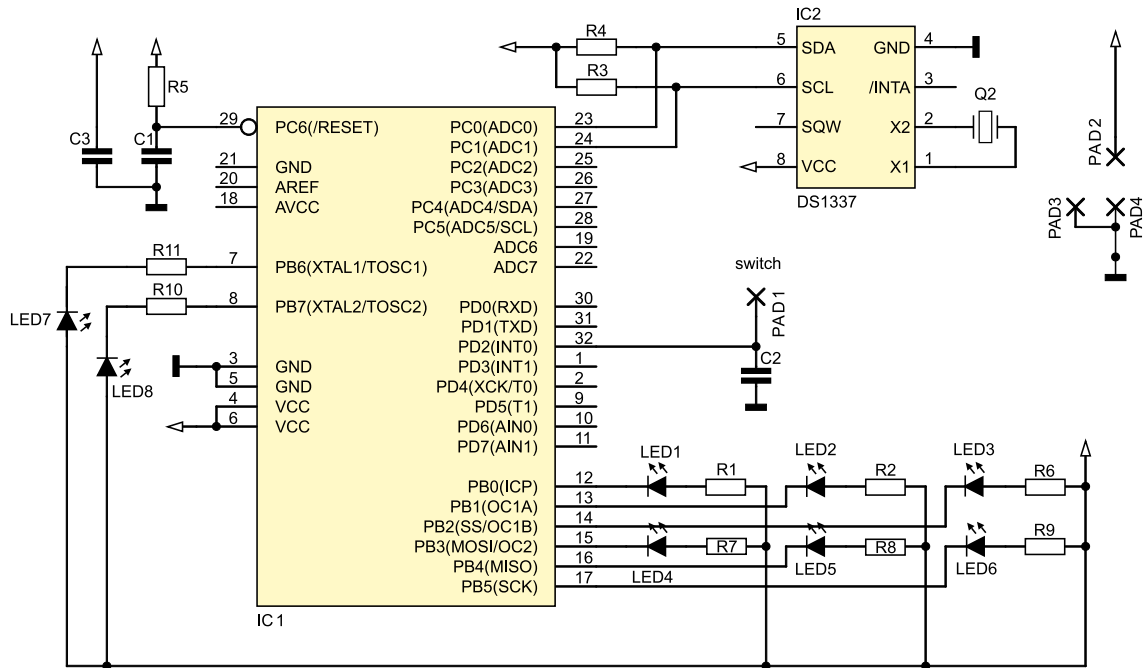 IC2
R4
5
SDA
GND
4
R3
6
SCL
/INTA
3
R5
Q2
7
SQW
X2
2
PAD2
8
VCC
X1
1
DS1337
PAD3
PAD4
C3
C1
29
PC6(/RESET)
PC0(ADC0)
23
PC1(ADC1)
24
21
GND
PC2(ADC2)
25
20
AREF
PC3(ADC3)
26
18
AVCC
PC4(ADC4/SDA)
27
PC5(ADC5/SCL)
28
ADC6
19
R11
7
PB6(XTAL1/TOSC1)
ADC7
22
switch
R10
8
PB7(XTAL2/TOSC2)
PD0(RXD)
30
PAD1
LED7
PD1(TXD)
31
PD2(INT0)
32
C2
3
GND
PD3(INT1)
1
LED8
5
GND
PD4(XCK/T0)
2
4
VCC
PD5(T1)
9
6
VCC
PD6(AIN0)
10
PD7(AIN1)
11
LED1
LED2
LED3
PB0(ICP)
12
R1
R2
R6
PB1(OC1A)
13
PB2(SS/OC1B)
14
PB3(MOSI/OC2)
15
R7
R8
R9
PB4(MISO)
16
LED4
LED5
LED6
PB5(SCK)
17
IC1